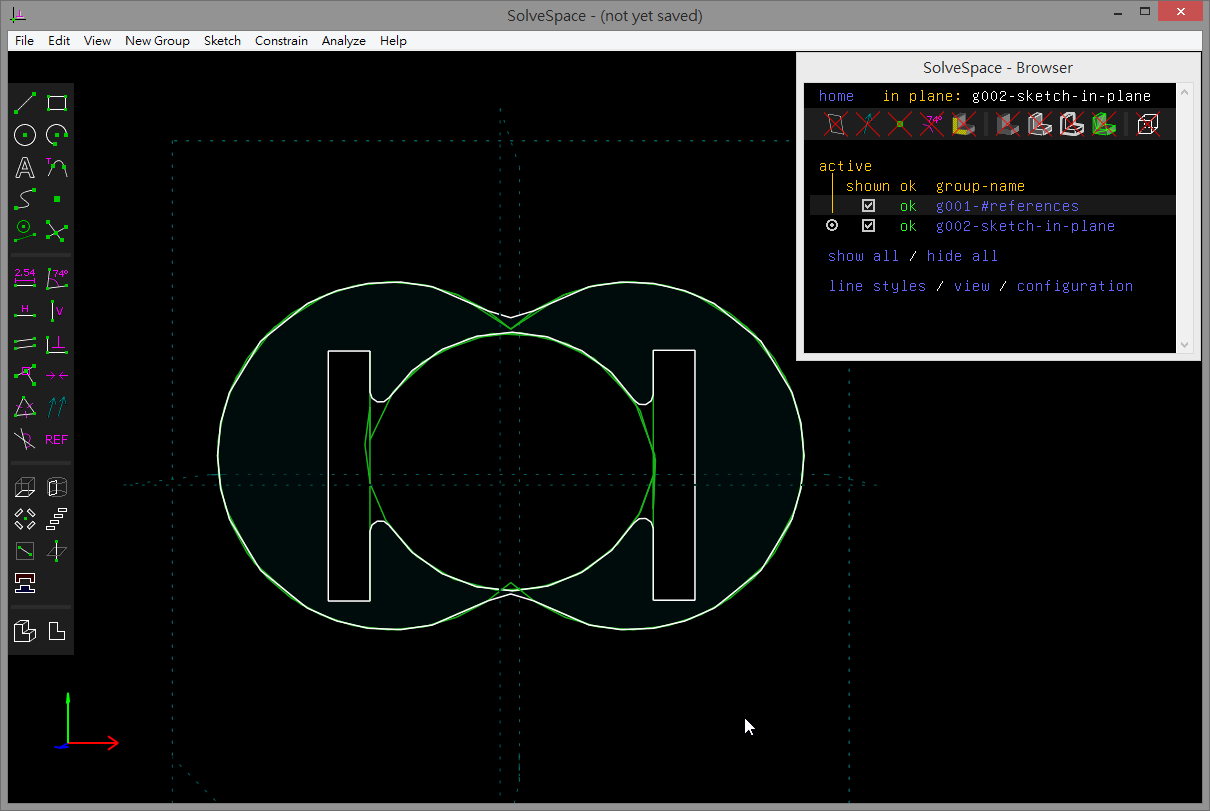 SolveSpace - (not yet saved)
File Edit View New Group Sketch Constrain Analyze Help
SolveSpace - Browser
home in plane: g002-sketch-in-plane
74º
active
shown ok group-name
ok g001-#references
ok g002-sketch-in-plane
show all / hide all
line styles / view / configuration
A T
2.54 74º
H V
REF